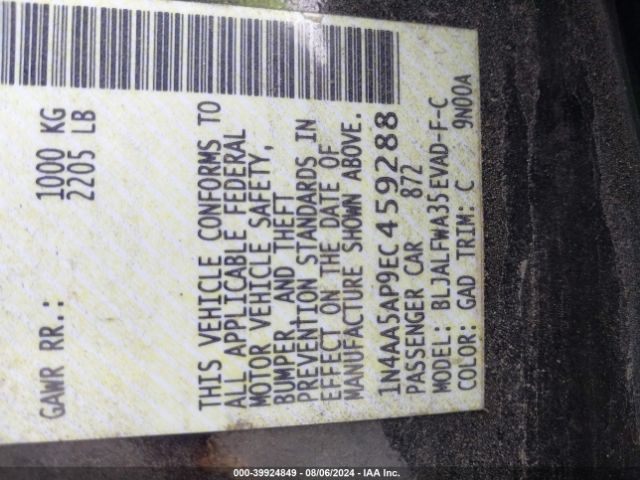 GAWR RR.: 1000 KG
2205 LB
THIS VEHICLE CONFORMS TO
ALL APPLICABLE FEDERAL
MOTOR VEHICLE SAFETY,
BUMPER, AND THEFT
PREVENTION STANDARDS IN
EFFECT ON THE DATE OF
MANUFACTURE SHOWN ABOVE.
1N4AA5AP9EC459288
PASSENGER CAR 872
MODEL: BLJALFWA35EVAD-F-C
COLOR: GAD TRIM: C 9N00A
000-39924849 - 08/06/2024 - IAA Inc.